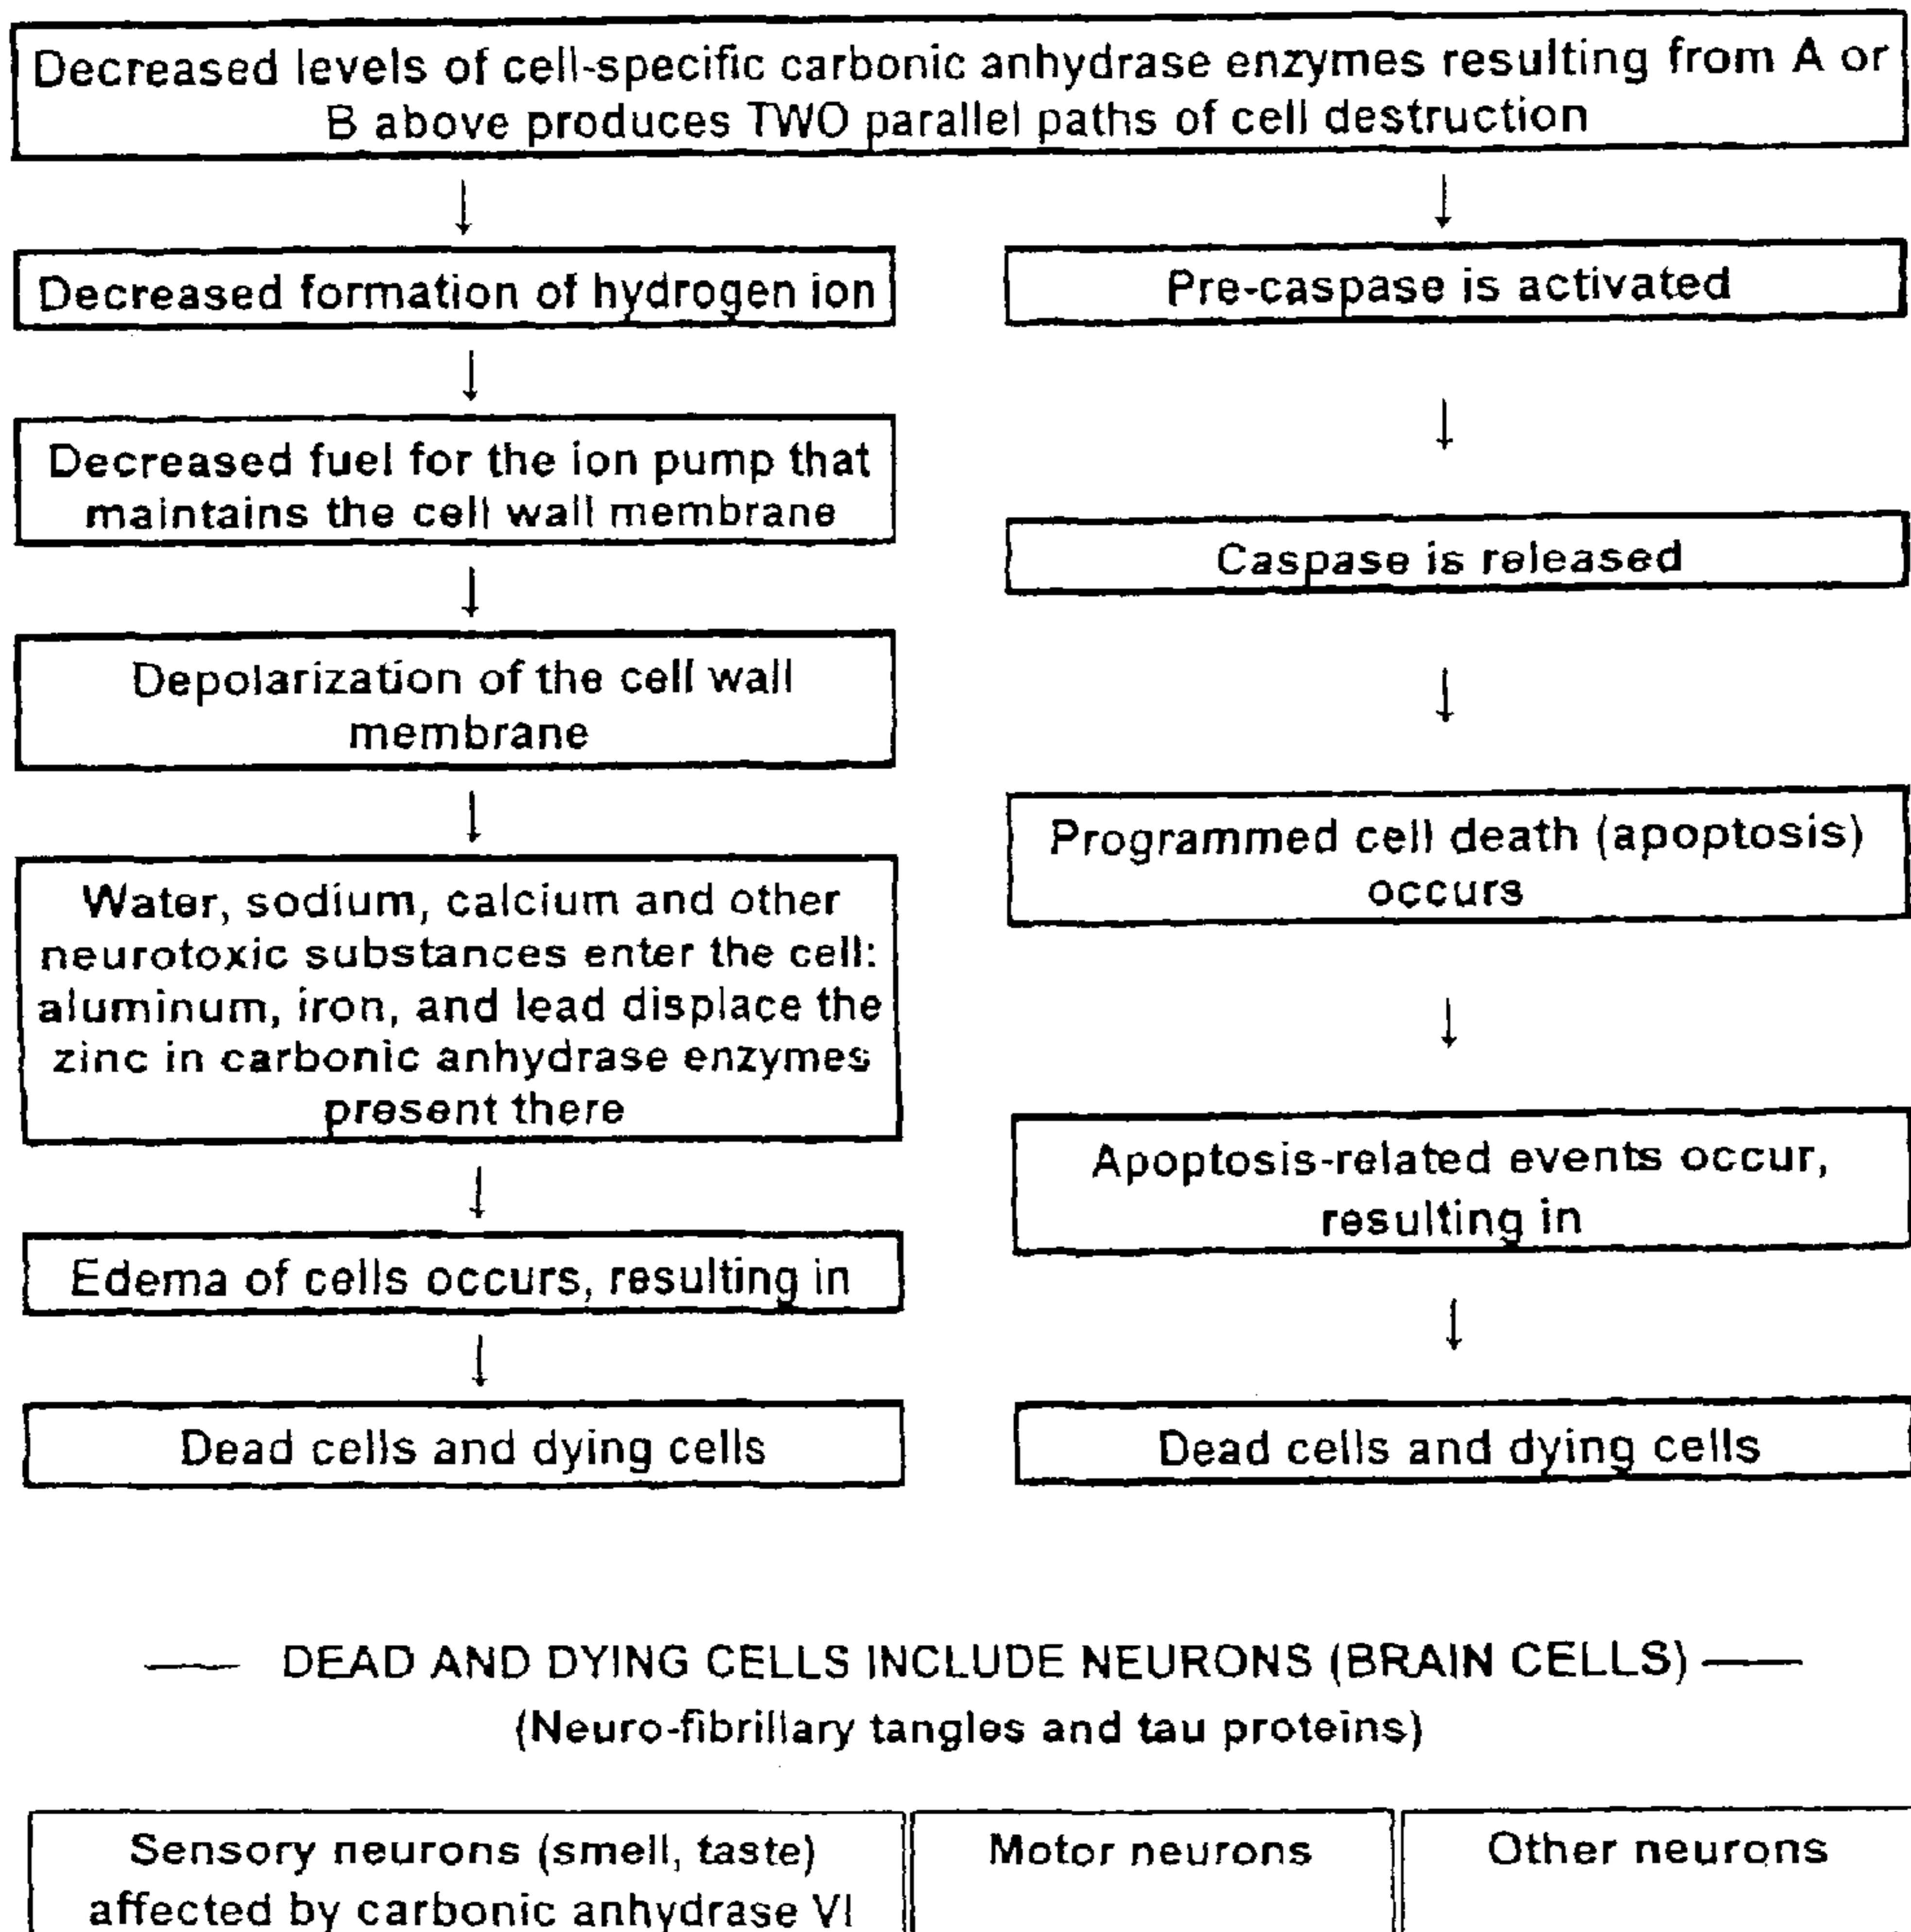 Decreased levels of cell-specific carbonic anhydrase enzymes resulting from A or
B above produces TWO parallel paths of cell destruction
↓
Decreased formation of hydrogen ion
↓
Decreased fuel for the ion pump that
maintains the cell wall membrane
↓
Depolarization of the cell wall
membrane
↓
Water, sodium, calcium and other
neurotoxic substances enter the cell:
aluminum, iron, and lead displace the
zinc in carbonic anhydrase enzymes
present there
↓
Edema of cells occurs, resulting in
↓
Dead cells and dying cells
↓
Pre-caspase is activated
↓
Caspase is released
↓
Programmed cell death (apoptosis)
occurs
↓
Apoptosis-related events occur,
resulting in
↓
Dead cells and dying cells
— DEAD AND DYING CELLS INCLUDE NEURONS (BRAIN CELLS) —
(Neuro-fibrillary tangles and tau proteins)
Sensory neurons (smell, taste)
affected by carbonic anhydrase VI
Motor neurons
Other neurons